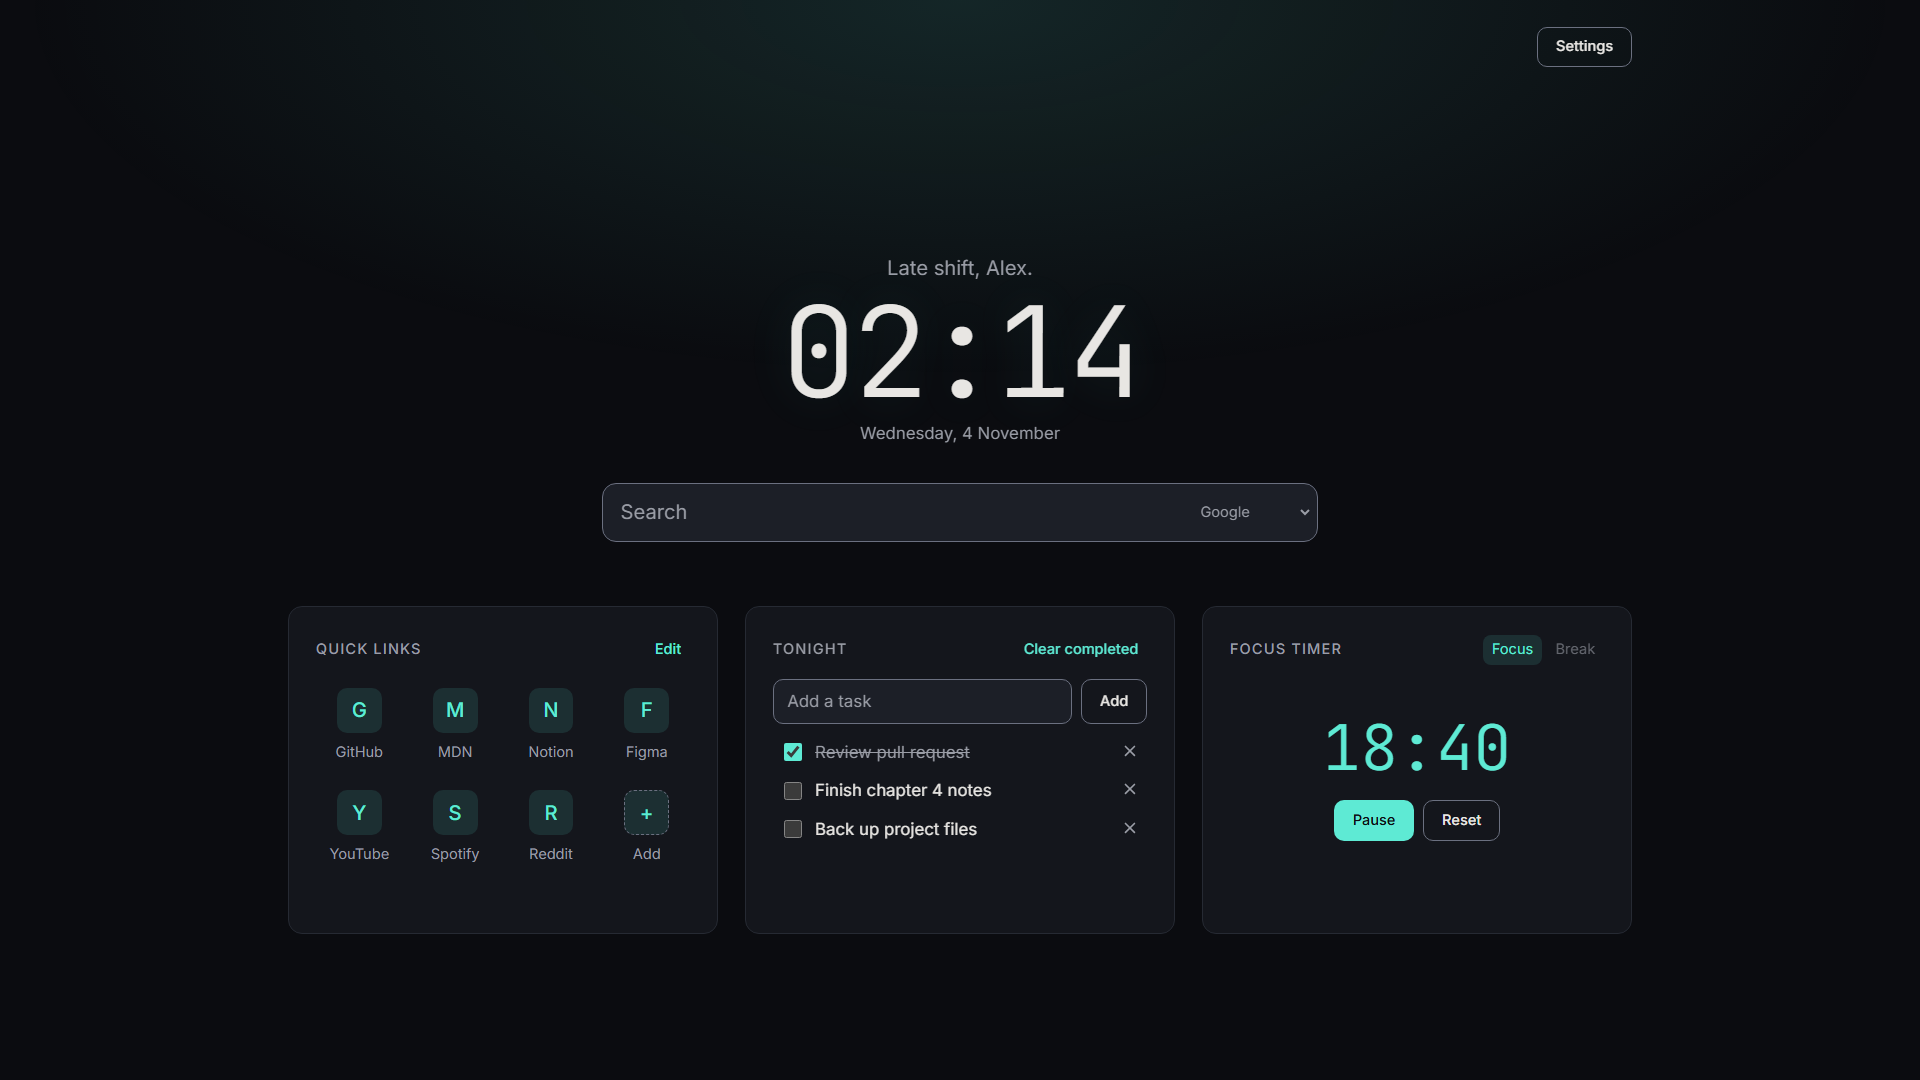 Settings
Late shift, Alex.
02:14
Wednesday, 4 November
Search
Google
QUICK LINKS
Edit
G
M
N
F
GitHub
MDN
Notion
Figma
Y
S
R
+
YouTube
Spotify
Reddit
Add
TONIGHT
Clear completed
Add a task
Add
Review pull request
Finish chapter 4 notes
Back up project files
FOCUS TIMER
Focus
Break
18:40
Pause
Reset